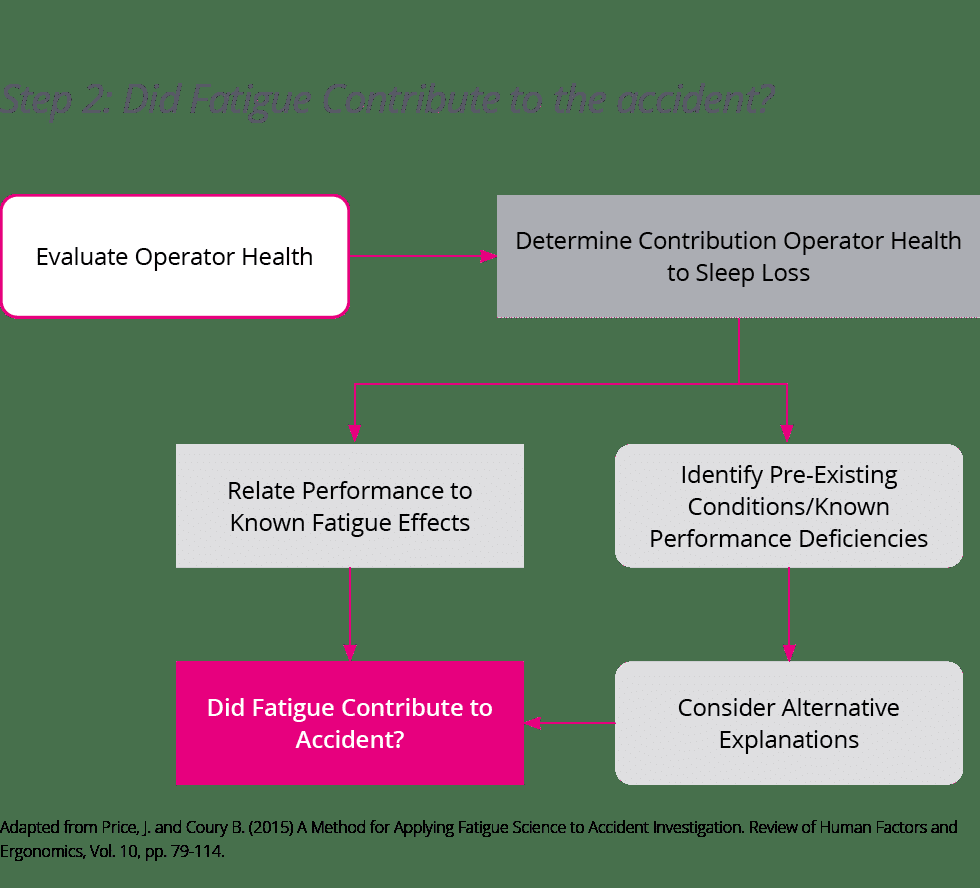 Step 2: Did Fatigue Contribute to the accident?
Evaluate Operator Health
Determine Contribution Operator Health
to Sleep Loss
Relate Performance to
Known Fatigue Effects
Identify Pre-Existing
Conditions/Known
Performance Deficiencies
Did Fatigue Contribute to
Accident?
Consider Alternative
Explanations
Adapted from Price, J. and Coury B. (2015) A Method for Applying Fatigue Science to Accident Investigation. Review of Human Factors and
Ergonomics, Vol. 10, pp. 79-114.